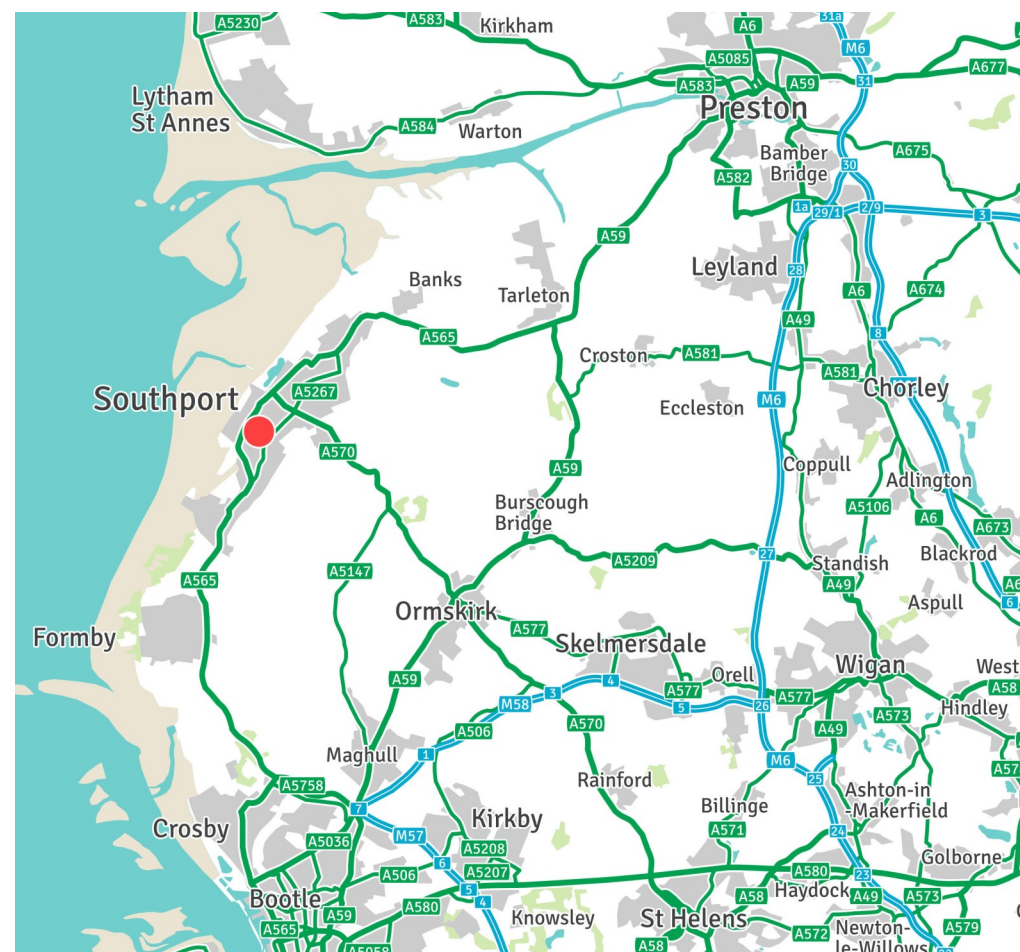 A5230
A583
Kirkham
A6
31a
M6
A5085
A583
A59
31
A677
Lytham
St Annes
Preston
A584
Warton
Bamber
Bridge
A675
30
A582
1a
29/1
2/9
3
A59
Leyland
28
Banks
Tarleton
A6
A674
A565
A49
8
Croston
A581
A581
Chorley
Southport
A5267
M6
Eccleston
A570
A59
Coppull
Adlington
Burscough
Bridge
A5106
A6
A673
A5209
27
Blackrod
A565
A5147
Standish
A49
6
Aspull
Ormskirk
A577
Formby
Skelmersdale
Wigan
Orell
A59
4
A577
A577
A58
M58
3
5
26
Hindley
A506
A570
A49
A573
1
Maghull
M6
Rainford
25
A5758
Ashton-in
-Makerfield
7
Billinge
Crosby
Kirkby
A571
24
M57
A5036
A5208
6
A5207
Golborne
A506
5
A580
23
Bootle
A580
4
A58
Haydock
A49
A573
A59
Knowsley
St Helens
A565
A572
Newton-
le-Willows
A579
A5058
A58